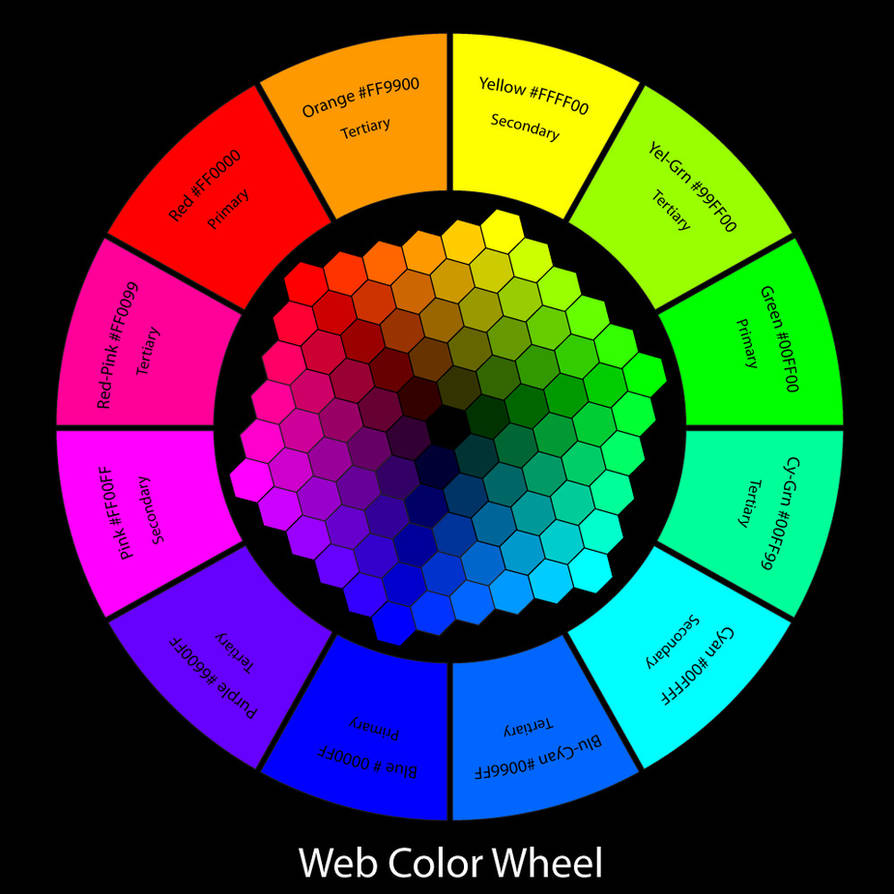 Orange #FF9900
Tertiary
Yellow #FFFF00
Secondary
Yel-Grn #99FF00
Tertiary
Green #00FF00
Primary
Cy-Grn #00FF99
Tertiary
Cyan #00FFFF
Secondary
Blu-Cyan #0066FF
Tertiary
Blue # 0000FF
Primary
Purple #6600FF
Tertiary
Pink #FF00FF
Secondary
Red-Pink #FF0099
Tertiary
Red #FF0000
Primary
Web Color Wheel